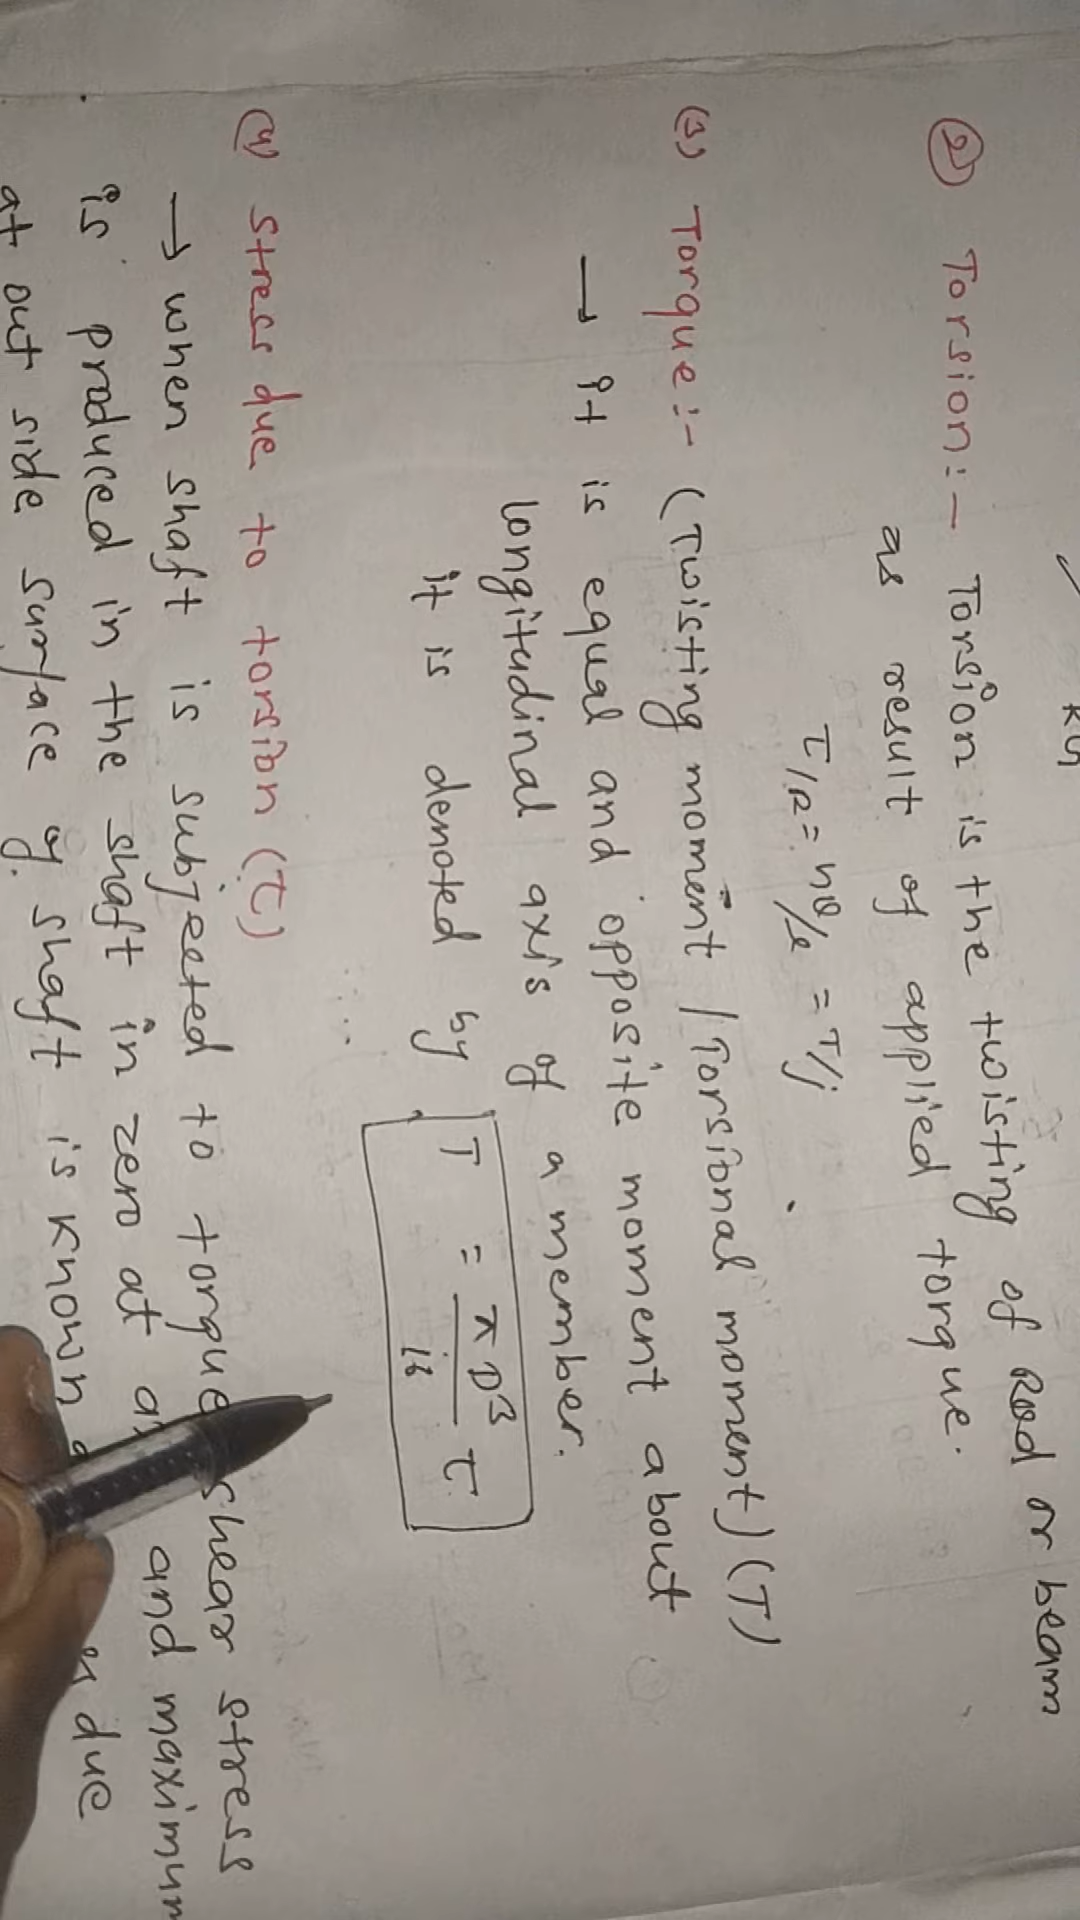 (2) Torsion:- Torsion is the twisting of Rod or beam
as result of applied torque.
τ/R = Nθ/l = T/J
(3) Torque:- (Twisting moment / Torsional moment) (T)
→ it is equal and opposite moment about
longitudinal axis of a member.
it is denoted by T = πD³/16 τ
(4) stress due to torsion (τ)
→ when shaft is subjected to torque shear stress
is produced in the shaft in zero at and maximum
at out side surface of shaft is known due